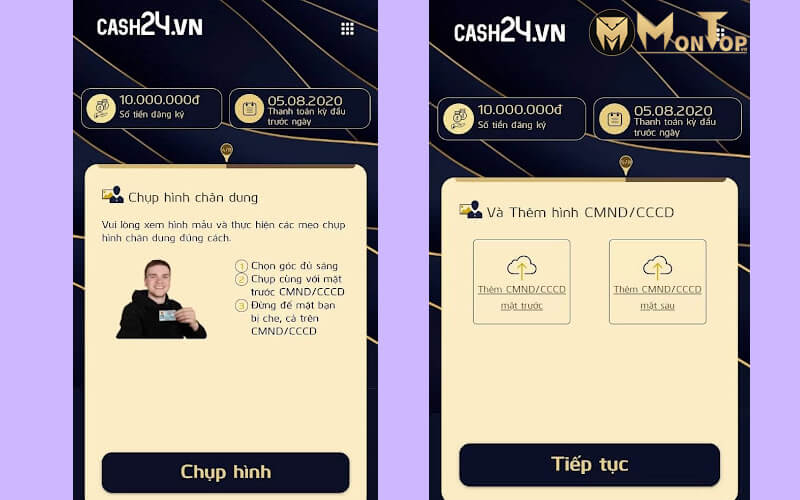 CASH24.VN
10.000.000đ
Số tiền đăng ký
05.08.2020
Thanh toán kỳ đầu
trước ngày
Chụp hình chân dung
Vui lòng xem hình mẫu và thực hiện các mẹo chụp
hình chân dung đúng cách.
1 Chọn góc đủ sáng
2 Chụp cùng với mặt
trước CMND/CCCD
3 Đừng để mặt bạn
bị che, cả trên
CMND/CCCD
Chụp hình
CASH24.VN
MONTOP.VN
10.000.000đ
Số tiền đăng ký
05.08.2020
Thanh toán kỳ đầu
trước ngày
5/8
Và Thêm hình CMND/CCCD
Thêm CMND/CCCD
mặt trước
Thêm CMND/CCCD
mặt sau
Tiếp tục